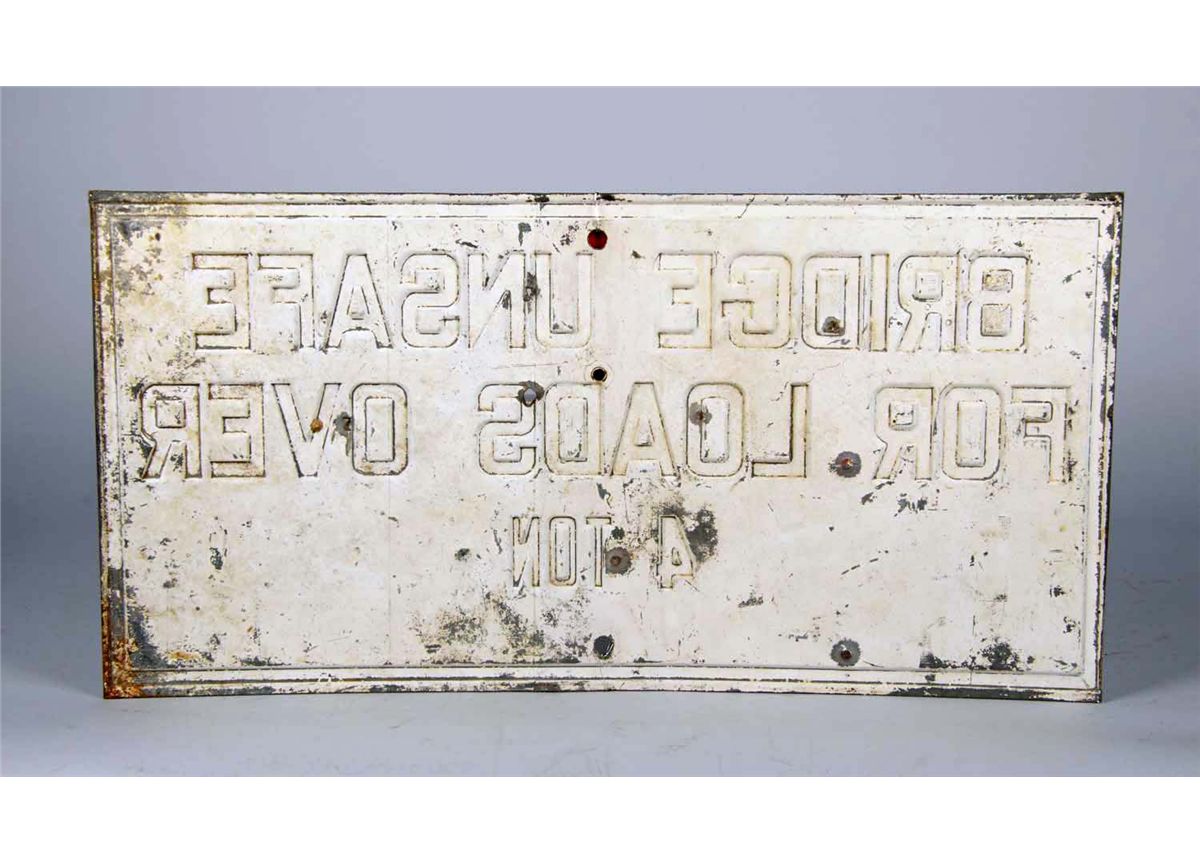 BRIDGE UNSAFE
FOR LOADS OVER
4 TON